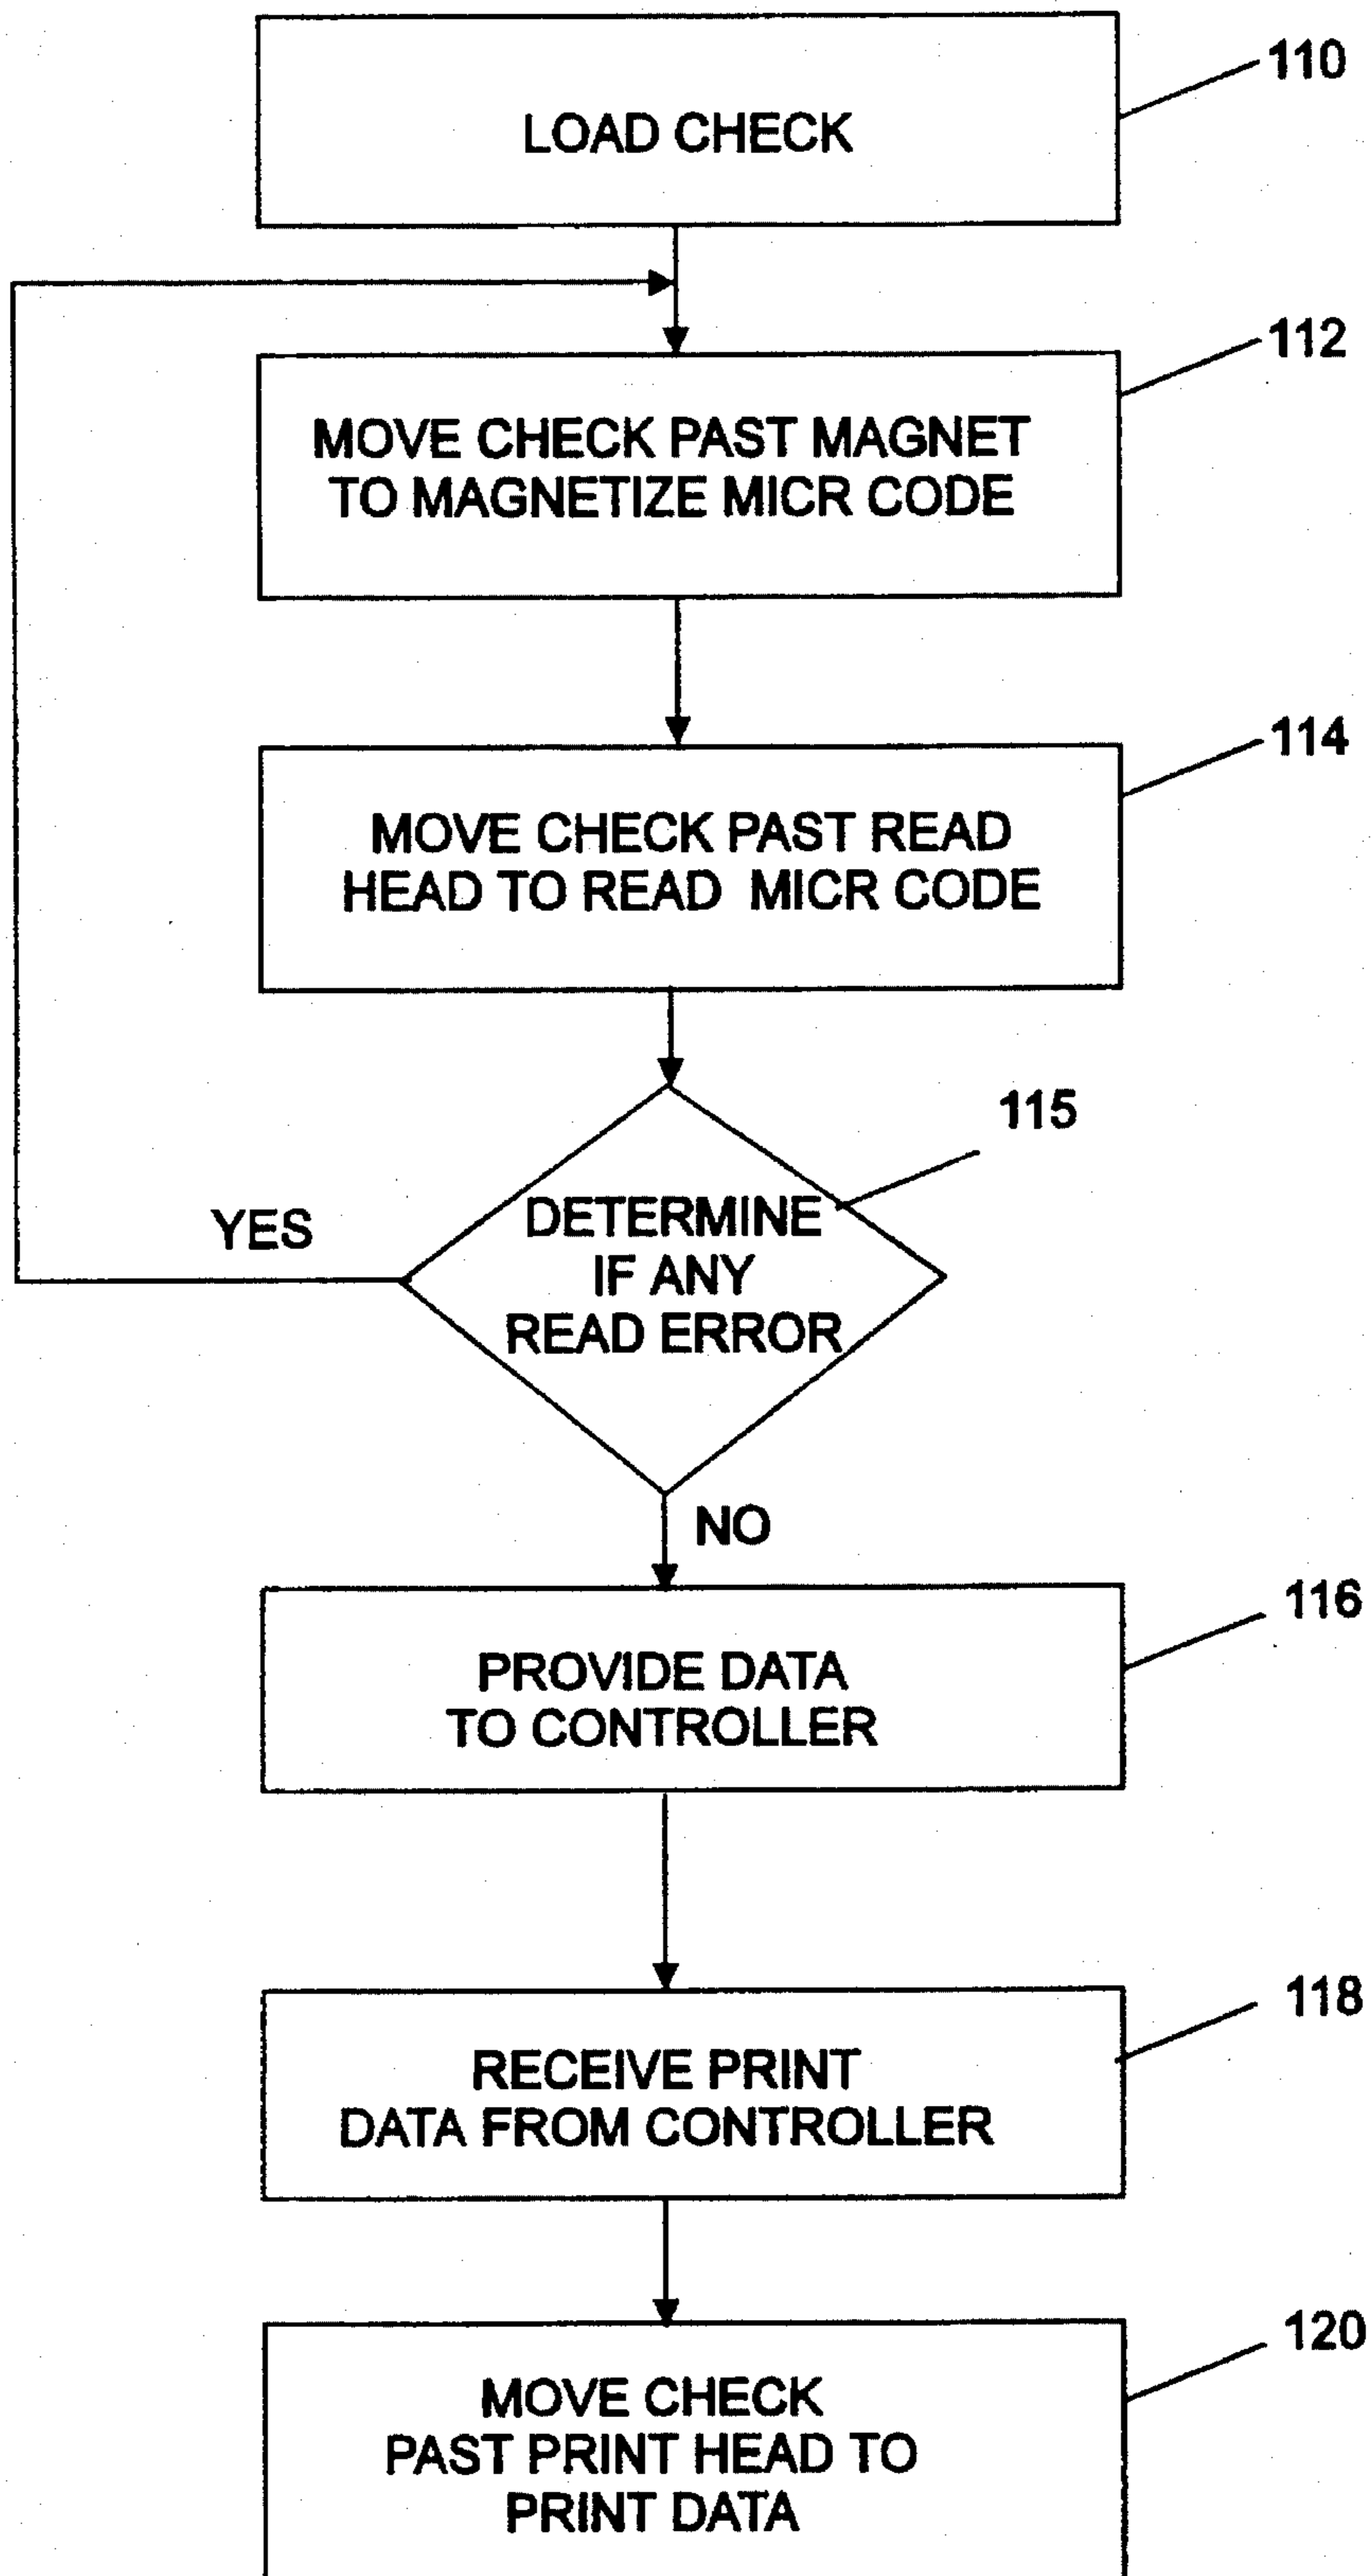 110
LOAD CHECK
112
MOVE CHECK PAST MAGNET
TO MAGNETIZE MICR CODE
114
MOVE CHECK PAST READ
HEAD TO READ MICR CODE
115
DETERMINE
IF ANY
READ ERROR
YES
NO
116
PROVIDE DATA
TO CONTROLLER
118
RECEIVE PRINT
DATA FROM CONTROLLER
120
MOVE CHECK
PAST PRINT HEAD TO
PRINT DATA